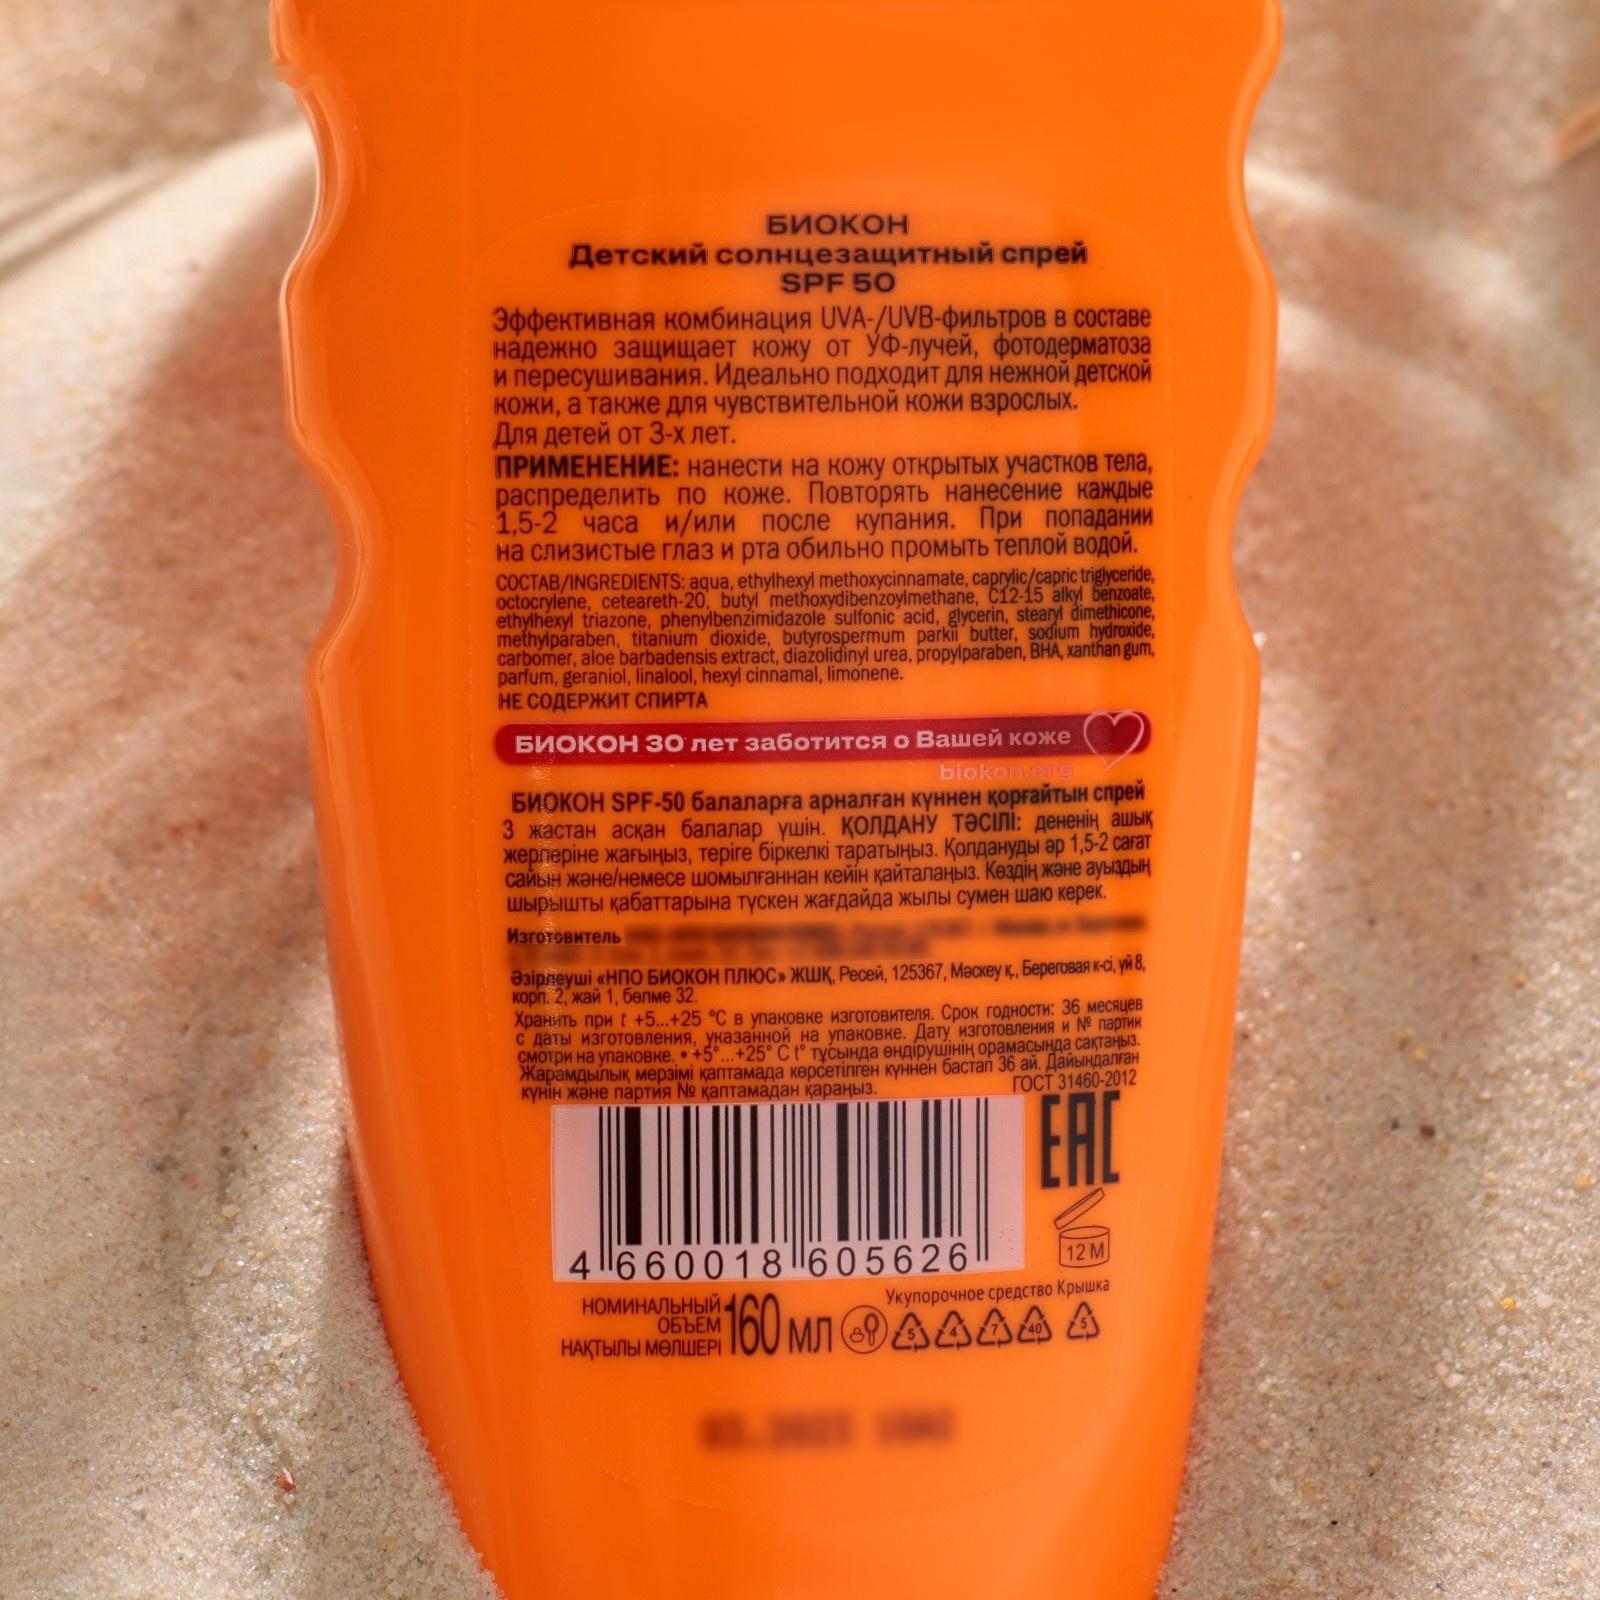 БИОКОН
Детский солнцезащитный спрей
SPF 50
Эффективная комбинация UVA-/UVB-фильтров в составе
надежно защищает кожу от УФ-лучей, фотодерматоза
и пересушивания. Идеально подходит для нежной детской
кожи, а также для чувствительной кожи взрослых.
Для детей от 3-х лет.
ПРИМЕНЕНИЕ: нанести на кожу открытых участков тела,
распределить по коже. Повторять нанесение каждые
1,5-2 часа и/или после купания. При попадании
на слизистые глаз и рта обильно промыть теплой водой.
СОСТАВ/INGREDIENTS: aqua, ethylhexyl methoxycinnamate, caprylic/capric triglyceride,
octocrylene, ceteareth-20, butyl methoxydibenzoylmethane, C12-15 alkyl benzoate,
ethylhexyl triazone, phenylbenzimidazole sulfonic acid, glycerin, stearyl dimethicone,
methylparaben, titanium dioxide, butyrospermum parkii butter, sodium hydroxide,
carbomer, aloe barbadensis extract, diazolidinyl urea, propylparaben, BHA, xanthan gum,
parfum, geraniol, linalool, hexyl cinnamal, limonene.
НЕ СОДЕРЖИТ СПИРТА
БИОКОН 30 лет заботится о Вашей коже
biokon.org
БИОКОН SPF-50 балаларға арналған күннен қорғайтын спрей
3 жастан асқан балалар үшін. ҚОЛДАНУ ТӘСІЛІ: дененің ашық
жерлеріне жағыңыз, теріге біркелкі таратыңыз. Қолдануды әр 1,5-2 сағат
сайын және/немесе шомылғаннан кейін қайталаңыз. Көздің және ауыздың
шырышты қабаттарына түскен жағдайда жылы сумен шаю керек.
Изготовитель
Әзірлеуші «НПО БИОКОН ПЛЮС» ЖШҚ, Ресей, 125367, Мәскеу қ., Береговая к-сі, үй 8,
корп. 2, жай 1, бөлме 32.
Хранить при t +5...+25 °C в упаковке изготовителя. Срок годности: 36 месяцев
с даты изготовления, указанной на упаковке. Дату изготовления и № партии
смотри на упаковке. • +5°...+25° C t° тұсында өндірушінің орамасында сақтаңыз.
Жарамдылық мерзімі қаптамада көрсетілген күннен бастап 36 ай. Дайындалған
күнін және партия № қаптамадан қараңыз.
ГОСТ 31460-2012
EAC
12 M
4 660018 605626
Укупорочное средство Крышка
НОМИНАЛЬНЫЙ
ОБЪЕМ
НАҚТЫЛЫ МӨЛШЕРІ
160 МЛ
5 4 7 40 5